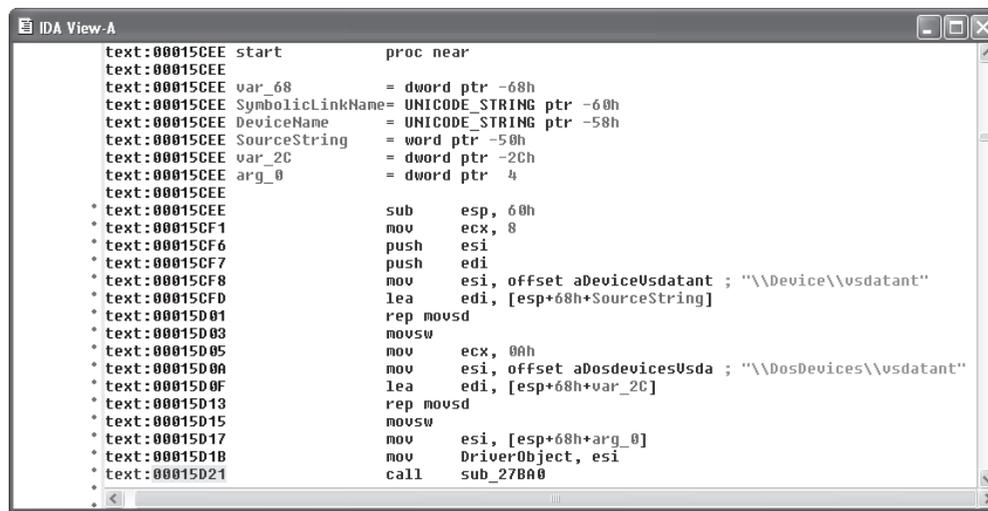 IDA View-A
text:00015CEE start proc near
text:00015CEE
text:00015CEE var_68 = dword ptr -68h
text:00015CEE SymbolicLinkName= UNICODE_STRING ptr -60h
text:00015CEE DeviceName = UNICODE_STRING ptr -58h
text:00015CEE SourceString = word ptr -50h
text:00015CEE var_2C = dword ptr -2Ch
text:00015CEE arg_0 = dword ptr 4
text:00015CEE
text:00015CEE sub esp, 60h
text:00015CF1 mov ecx, 8
text:00015CF6 push esi
text:00015CF7 push edi
text:00015CF8 mov esi, offset aDeviceVsdatant ; "\\Device\\vsdatant"
text:00015CFD lea edi, [esp+68h+SourceString]
text:00015D01 rep movsd
text:00015D03 movsw
text:00015D05 mov ecx, 0Ah
text:00015D0A mov esi, offset aDosdevicesVsda ; "\\DosDevices\\vsdatant"
text:00015D0F lea edi, [esp+68h+var_2C]
text:00015D13 rep movsd
text:00015D15 movsw
text:00015D17 mov esi, [esp+68h+arg_0]
text:00015D1B mov DriverObject, esi
text:00015D21 call sub_27BA0